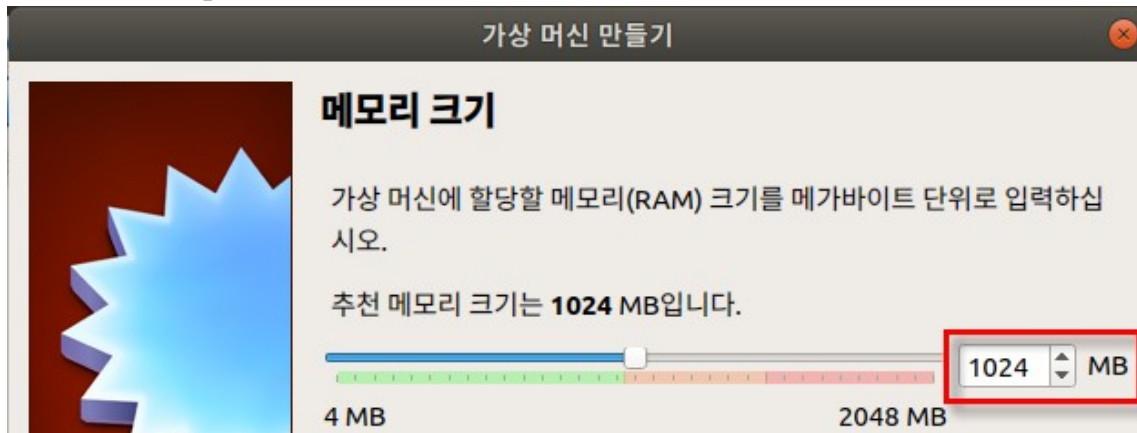 가상 머신 만들기
메모리 크기
가상 머신에 할당할 메모리(RAM) 크기를 메가바이트 단위로 입력하십
시오.
추천 메모리 크기는 1024 MB입니다.
1024 MB
4 MB 2048 MB